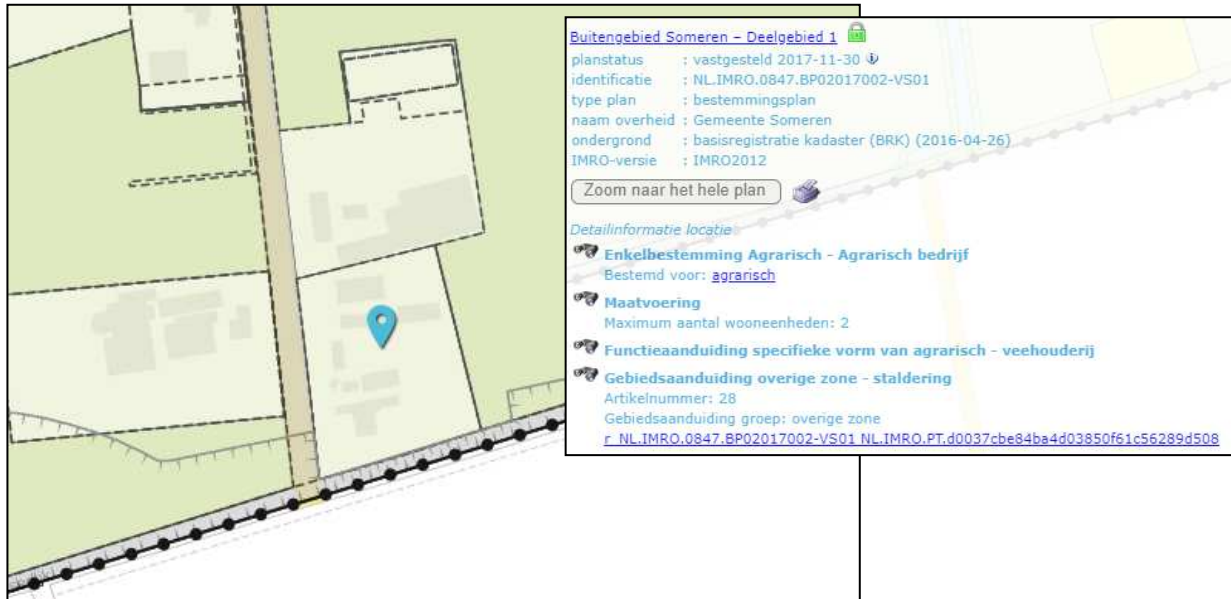 Buitengebied Someren – Deelgebied 1
planstatus : vastgesteld 2017-11-30
identificatie : NL.IMRO.0847.BP02017002-VS01
type plan : bestemmingsplan
naam overheid : Gemeente Someren
ondergrond : basisregistratie kadaster (BRK) (2016-04-26)
IMRO-versie : IMRO2012
Zoom naar het hele plan
Detailinformatie locatie
Enkelbestemming Agrarisch - Agrarisch bedrijf
Bestemd voor: agrarisch
Maatvoering
Maximum aantal wooneenheden: 2
Functieaanduiding specifieke vorm van agrarisch - veehouderij
Gebiedsaanduiding overige zone - staldering
Artikelnummer: 28
Gebiedsaanduiding groep: overige zone
r_NL.IMRO.0847.BP02017002-VS01_NL.IMRO.PT.d0037cbe84ba4d03850f61c56289d508